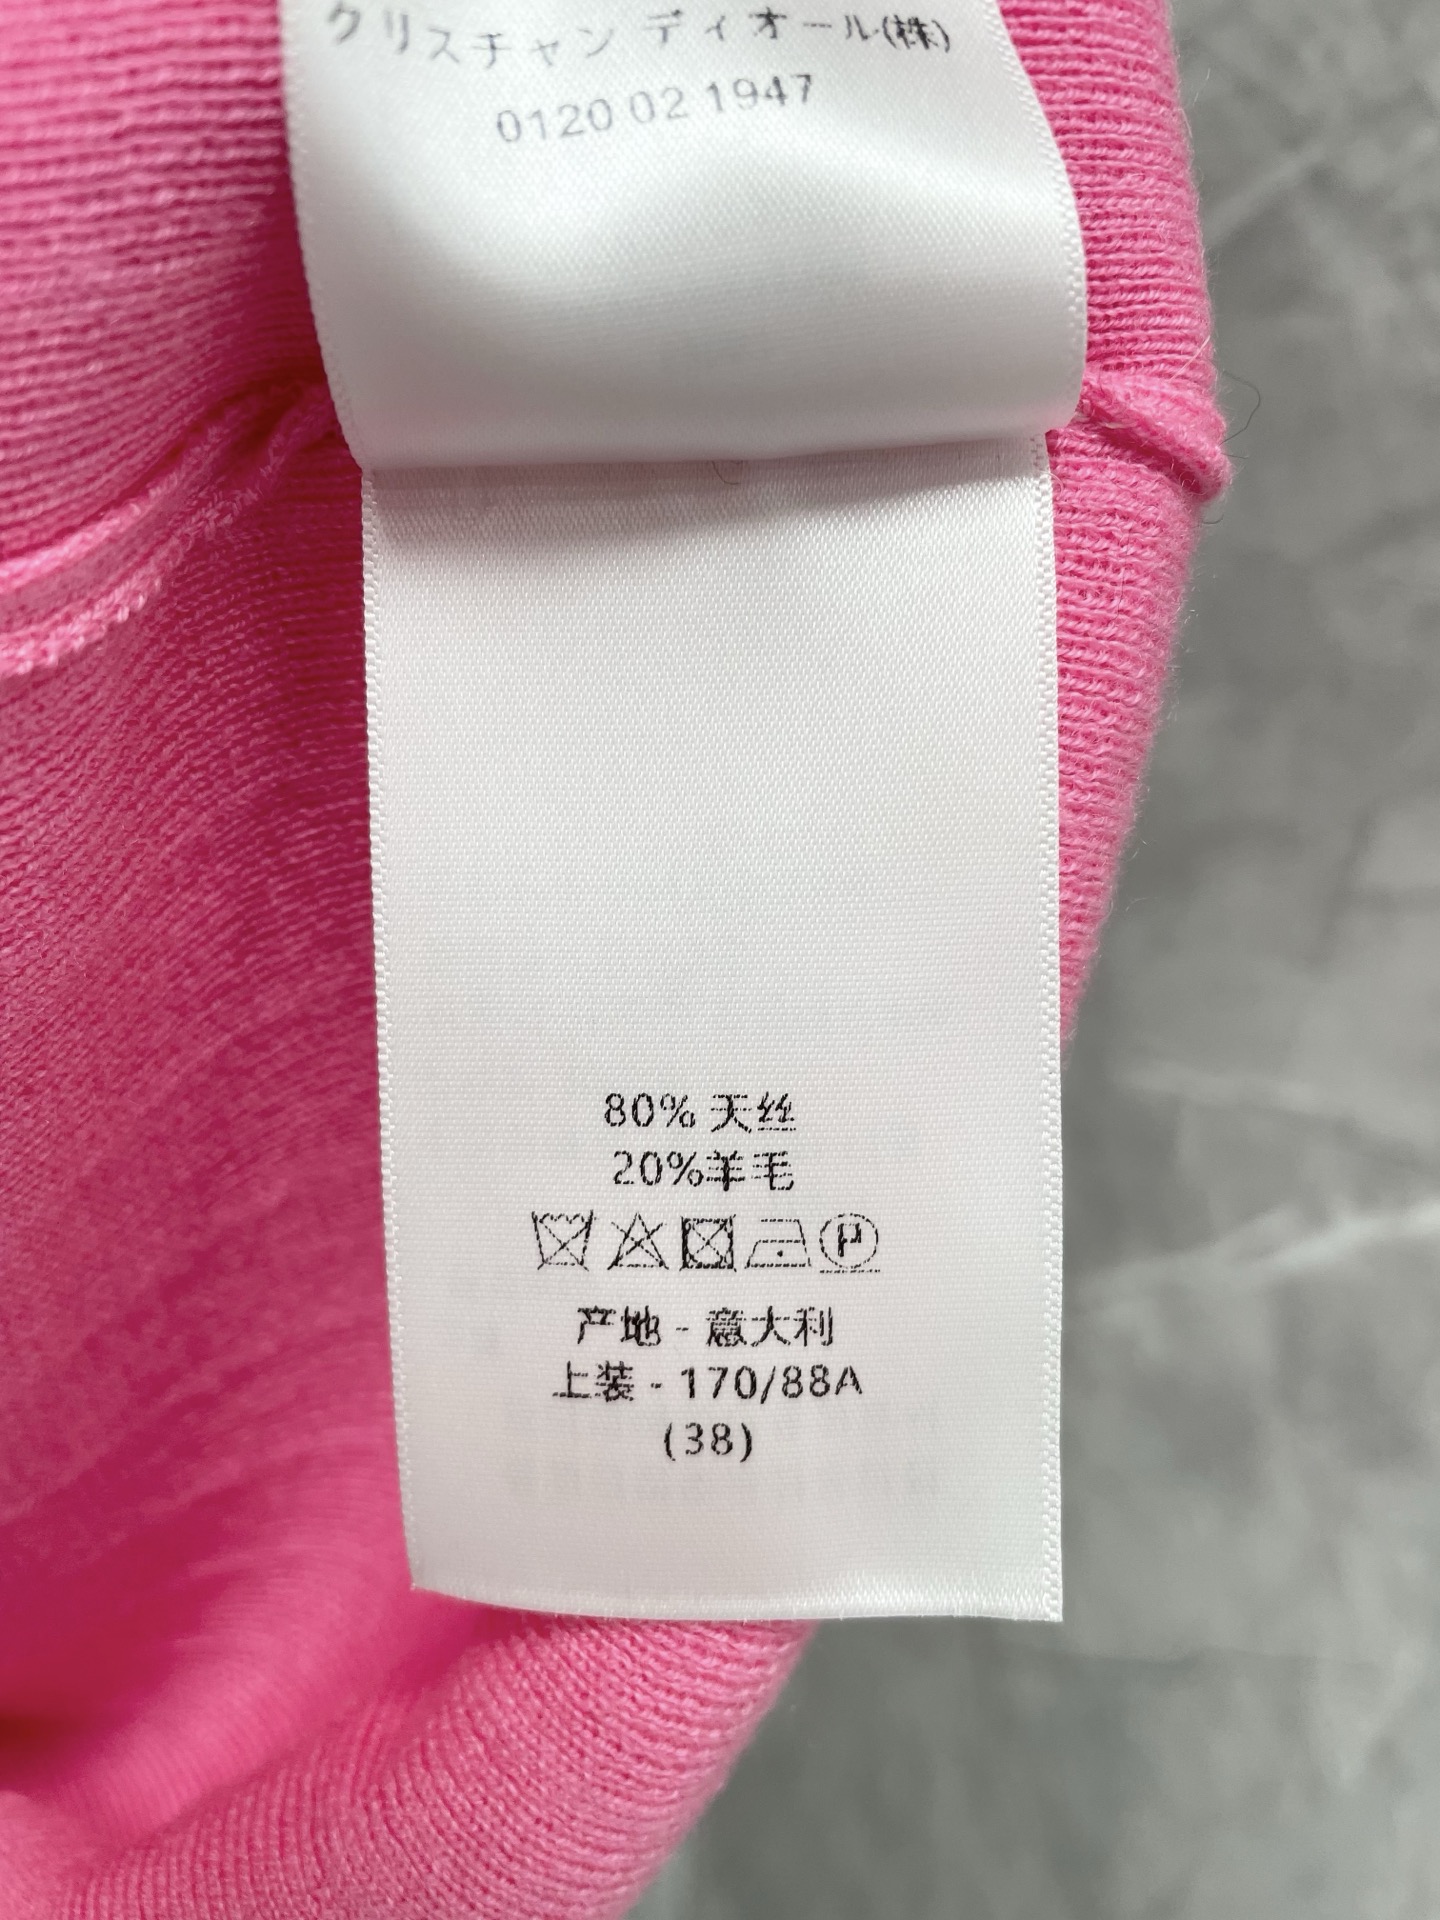 クリスチャン ディオール(株)
0120 02 1947
80% 天丝
20%羊毛
P
产地 - 意大利
上装 - 170/88A
(38)